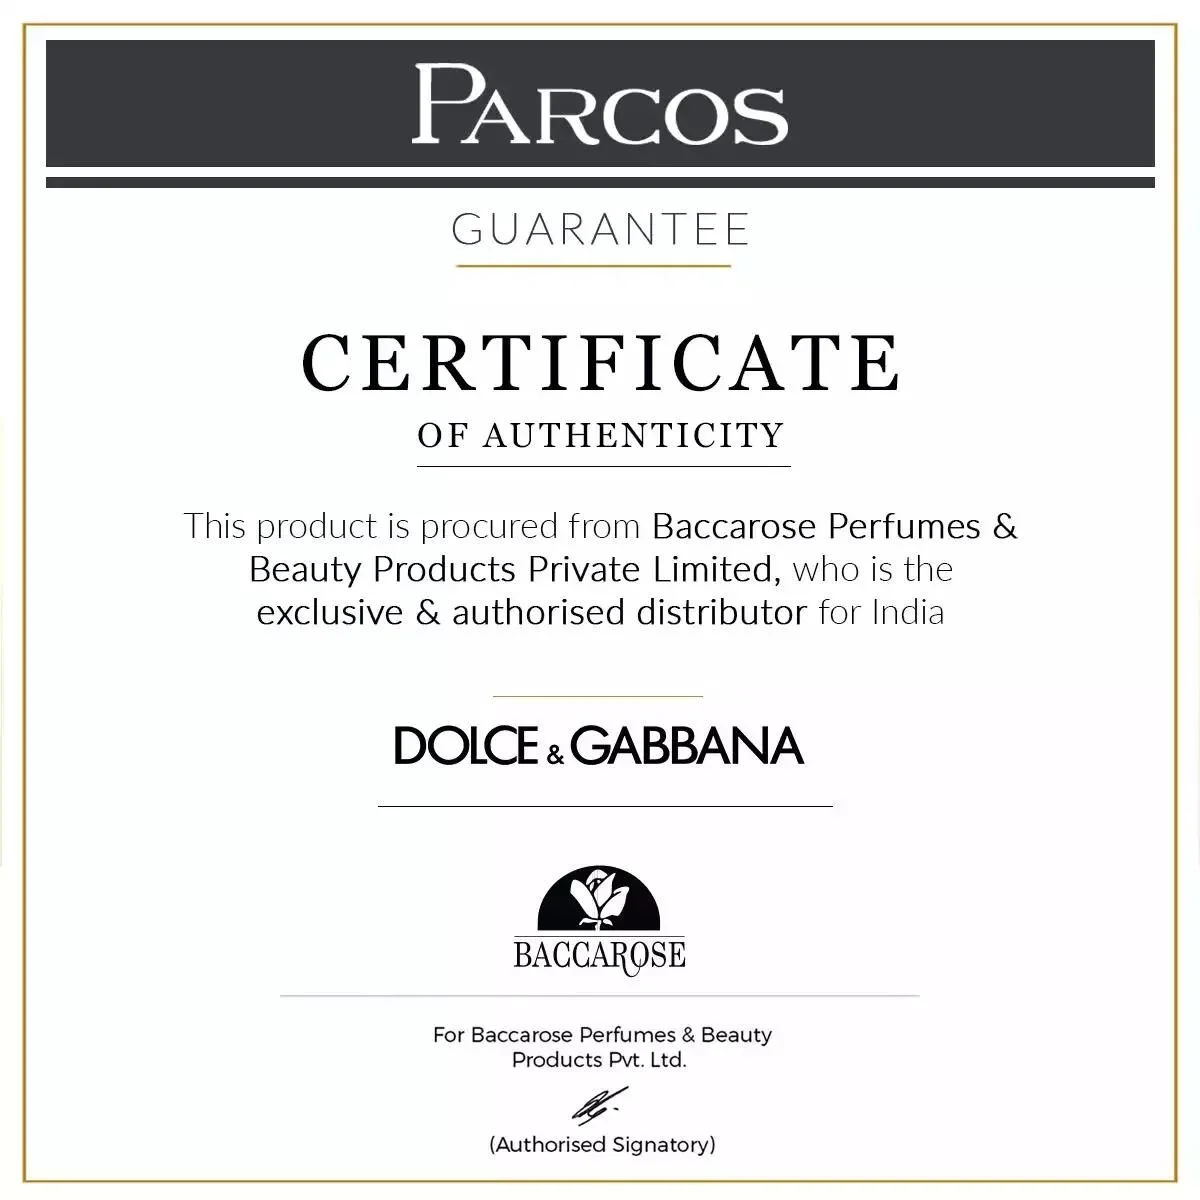 PARCOS
GUARANTEE
CERTIFICATE
OF AUTHENTICITY
This product is procured from Baccarose Perfumes &
Beauty Products Private Limited, who is the
exclusive & authorised distributor for India
DOLCE & GABBANA
BACCAROSE
For Baccarose Perfumes & Beauty
Products Pvt. Ltd.
(Authorised Signatory)